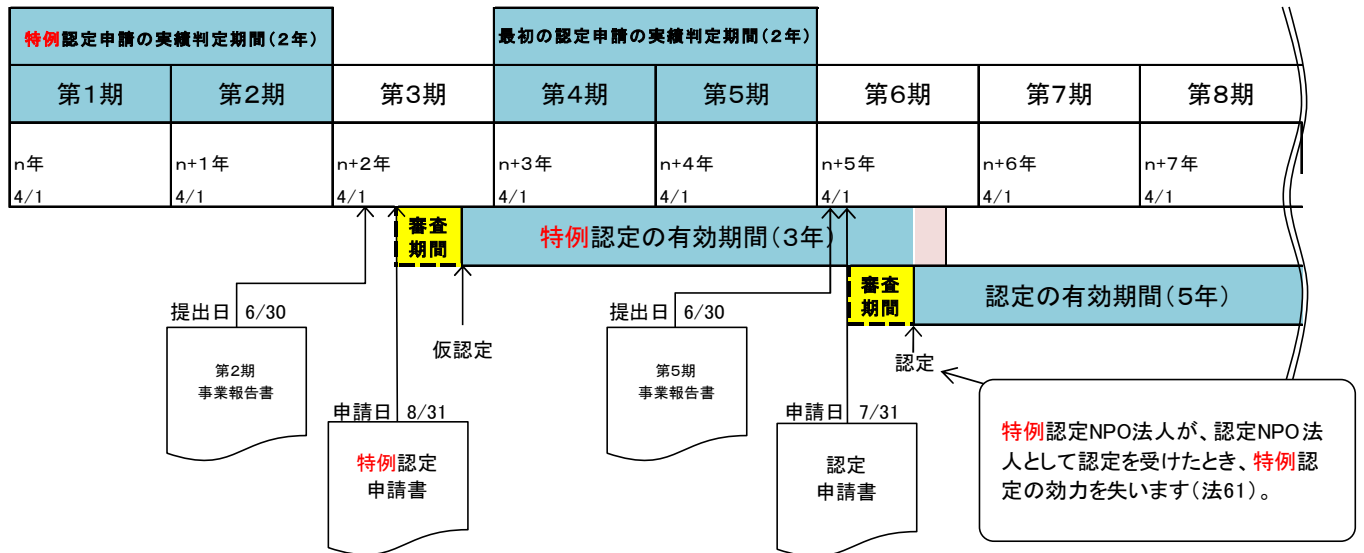 特例認定申請の実績判定期間(2年)
最初の認定申請の実績判定期間(2年)
第1期
第2期
第3期
第4期
第5期
第6期
第7期
第8期
n年
4/1
n+1年
4/1
n+2年
4/1
n+3年
4/1
n+4年
4/1
n+5年
4/1
n+6年
4/1
n+7年
4/1
審査
期間
特例認定の有効期間(3年)
審査
期間
認定の有効期間(5年)
提出日 6/30
第2期
事業報告書
仮認定
申請日 8/31
特例認定
申請書
提出日 6/30
第5期
事業報告書
申請日 7/31
認定
申請書
認定
特例認定NPO法人が、認定NPO法
人として認定を受けたとき、特例認
定の効力を失います(法61)。